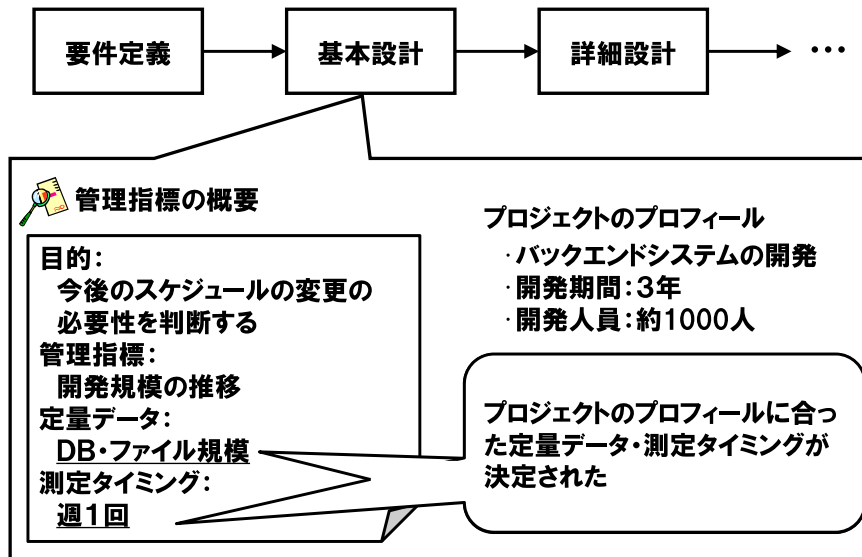 要件定義
基本設計
詳細設計
…
管理指標の概要
目的：
今後のスケジュールの変更の
必要性を判断する
管理指標：
開発規模の推移
定量データ：
DB・ファイル規模
測定タイミング：
週1回
プロジェクトのプロフィール
・バックエンドシステムの開発
・開発期間：3年
・開発人員：約1000人
プロジェクトのプロフィールに合っ
た定量データ・測定タイミングが
決定された